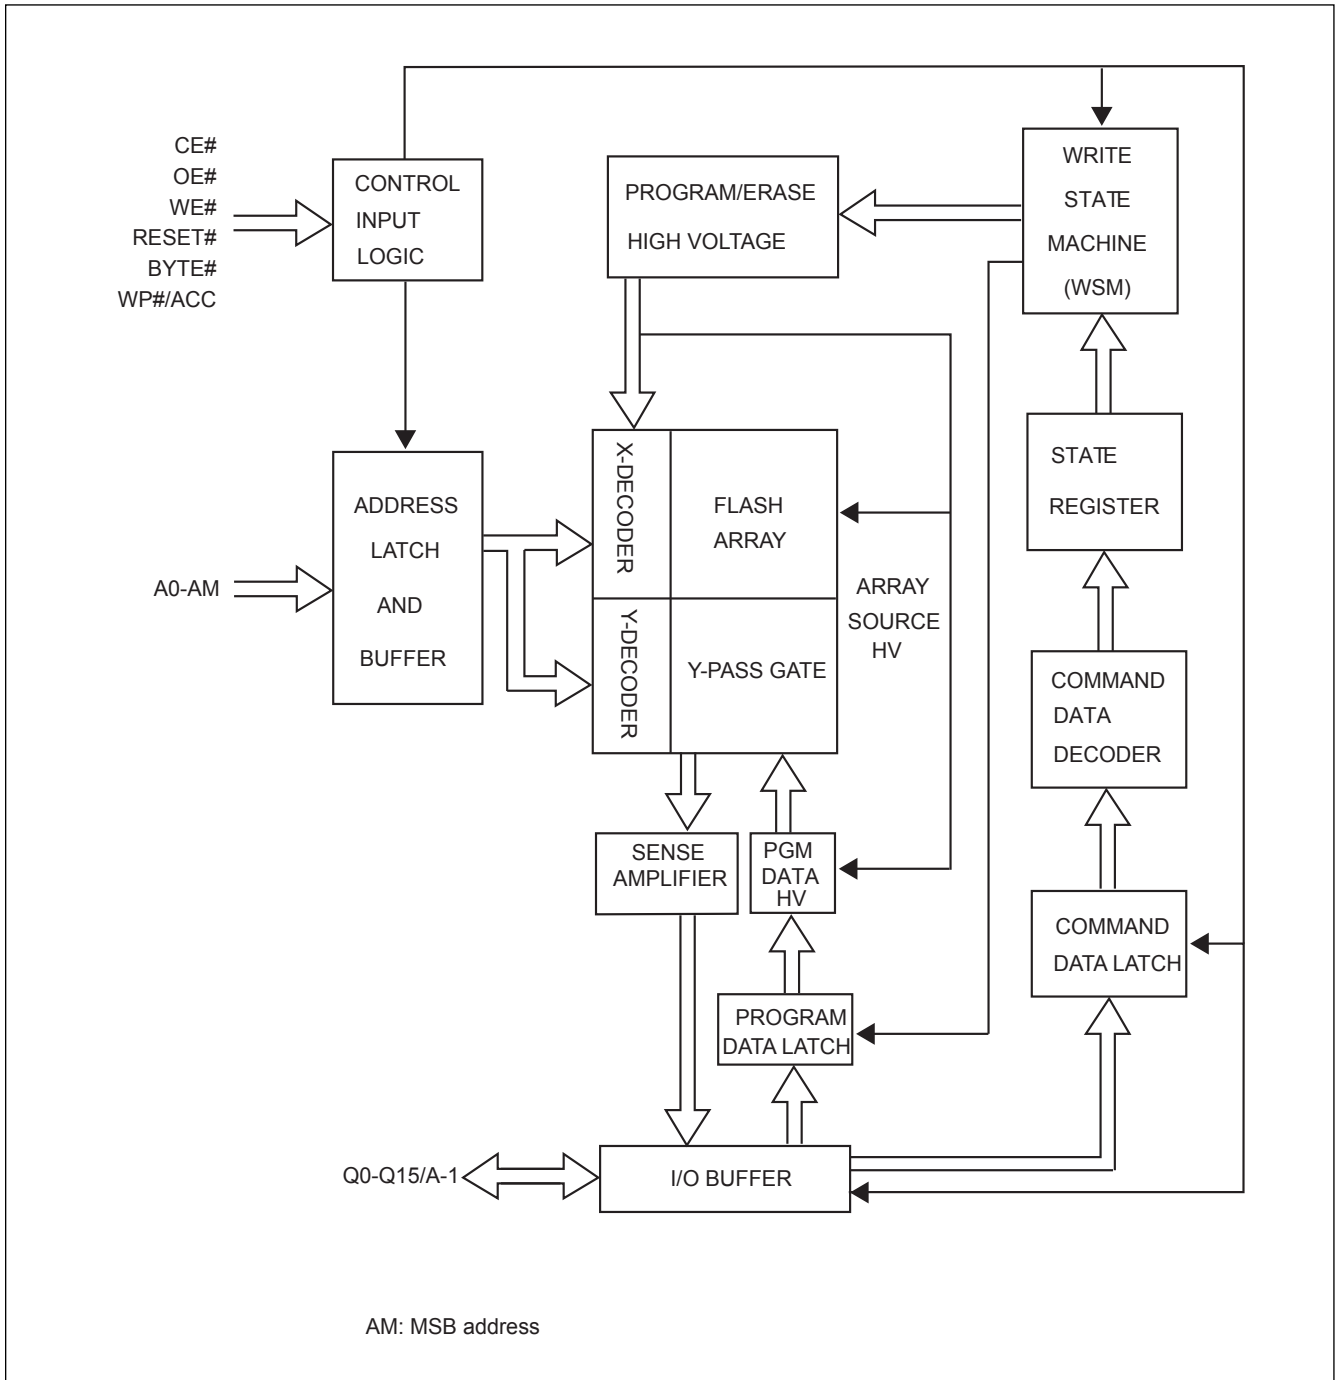 CE#
OE#
WE#
RESET#
BYTE#
WP#/ACC
CONTROL
INPUT
LOGIC
PROGRAM/ERASE
HIGH VOLTAGE
WRITE
STATE
MACHINE
(WSM)
A0-AM
ADDRESS
LATCH
AND
BUFFER
X-DECODER
FLASH
ARRAY
Y-DECODER
Y-PASS GATE
ARRAY
SOURCE
HV
STATE
REGISTER
COMMAND
DATA
DECODER
SENSE
AMPLIFIER
PGM
DATA
HV
COMMAND
DATA LATCH
PROGRAM
DATA LATCH
Q0-Q15/A-1
I/O BUFFER
AM: MSB address